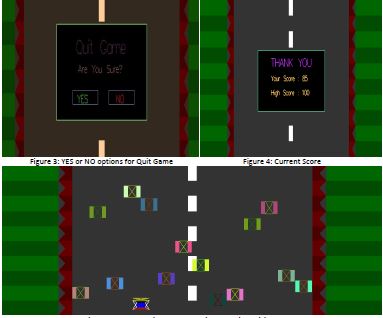 Quit Game
Are You Sure?
YES
NO
THANK YOU
Your Score : 85
High Score : 100
Figure 3: YES or NO options for Quit Game
Figure 4: Current Score